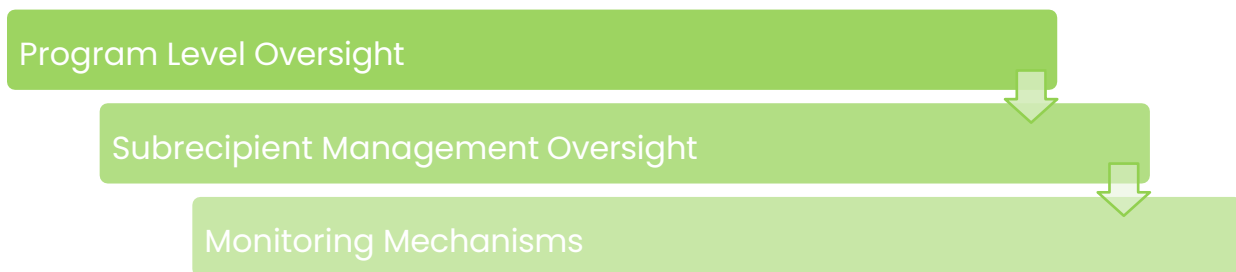 Program Level Oversight
Subrecipient Management Oversight
Monitoring Mechanisms